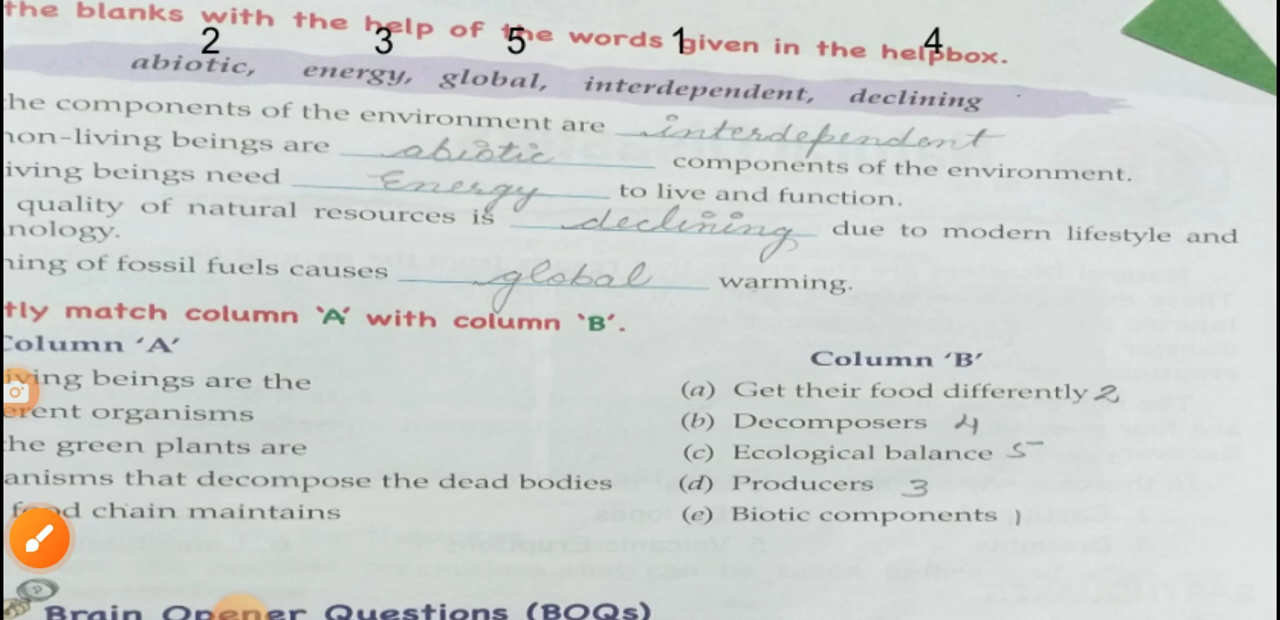 the blanks with the help of the words given in the helpbox.
2 3 5 1 4
abiotic, energy, global, interdependent, declining
he components of the environment are interdependent
non-living beings are abiotic components of the environment.
iving beings need Energy to live and function.
quality of natural resources is declining due to modern lifestyle and
nology.
ning of fossil fuels causes global warming.
tly match column 'A' with column 'B'.
Column 'A' Column 'B'
iving beings are the (a) Get their food differently 2
erent organisms (b) Decomposers 4
he green plants are (c) Ecological balance 5
anisms that decompose the dead bodies (d) Producers 3
food chain maintains (e) Biotic components 1
Brain Opener Questions (BOQs)